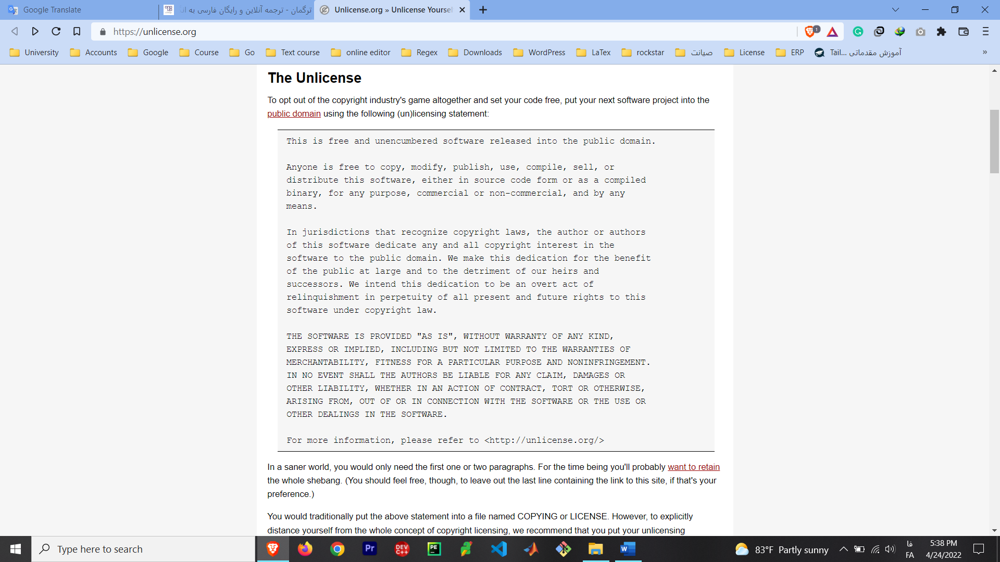 Google Translate
ترگمان - ترجمه آنلاین و رایگان فارسی به
Unlicense.org » Unlicense Yoursel
https://unlicense.org
1
University
Accounts
Google
Course
Go
Text course
online editor
Regex
Downloads
WordPress
LaTex
rockstar
صیانت
License
ERP
آموزش مقدماتی Tail...
»
The Unlicense
To opt out of the copyright industry's game altogether and set your code free, put your next software project into the
public domain using the following (un)licensing statement:
This is free and unencumbered software released into the public domain.
Anyone is free to copy, modify, publish, use, compile, sell, or
distribute this software, either in source code form or as a compiled
binary, for any purpose, commercial or non-commercial, and by any
means.
In jurisdictions that recognize copyright laws, the author or authors
of this software dedicate any and all copyright interest in the
software to the public domain. We make this dedication for the benefit
of the public at large and to the detriment of our heirs and
successors. We intend this dedication to be an overt act of
relinquishment in perpetuity of all present and future rights to this
software under copyright law.
THE SOFTWARE IS PROVIDED "AS IS", WITHOUT WARRANTY OF ANY KIND,
EXPRESS OR IMPLIED, INCLUDING BUT NOT LIMITED TO THE WARRANTIES OF
MERCHANTABILITY, FITNESS FOR A PARTICULAR PURPOSE AND NONINFRINGEMENT.
IN NO EVENT SHALL THE AUTHORS BE LIABLE FOR ANY CLAIM, DAMAGES OR
OTHER LIABILITY, WHETHER IN AN ACTION OF CONTRACT, TORT OR OTHERWISE,
ARISING FROM, OUT OF OR IN CONNECTION WITH THE SOFTWARE OR THE USE OR
OTHER DEALINGS IN THE SOFTWARE.
For more information, please refer to <http://unlicense.org/>
In a saner world, you would only need the first one or two paragraphs. For the time being you'll probably want to retain
the whole shebang. (You should feel free, though, to leave out the last line containing the link to this site, if that's your
preference.)
You would traditionally put the above statement into a file named COPYING or LICENSE. However, to explicitly
distance yourself from the whole concept of copyright licensing, we recommend that you put your unlicensing
Type here to search
Pr
DEV C++
PE
W
83°F Partly sunny
فا
FA
5:38 PM
4/24/2022